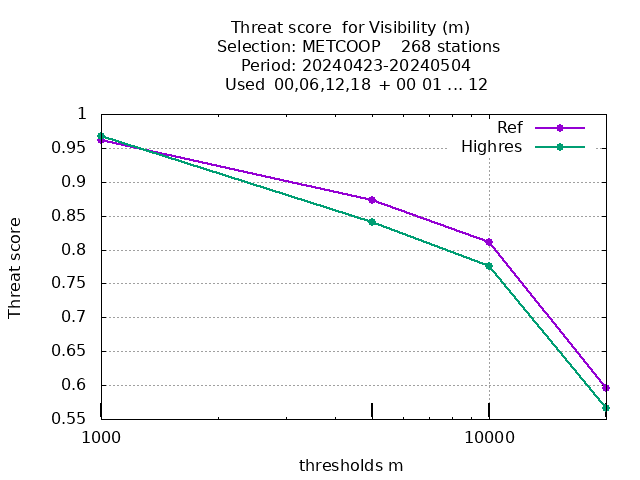 Threat score  for Visibility (m)
Selection: METCOOP    268 stations
Period: 20240423-20240504
Used  00,06,12,18 + 00 01 ... 12
Ref
Highres
1
0.95
0.9
0.85
0.8
0.75
0.7
0.65
0.6
0.55
Threat score
1000
10000
thresholds m